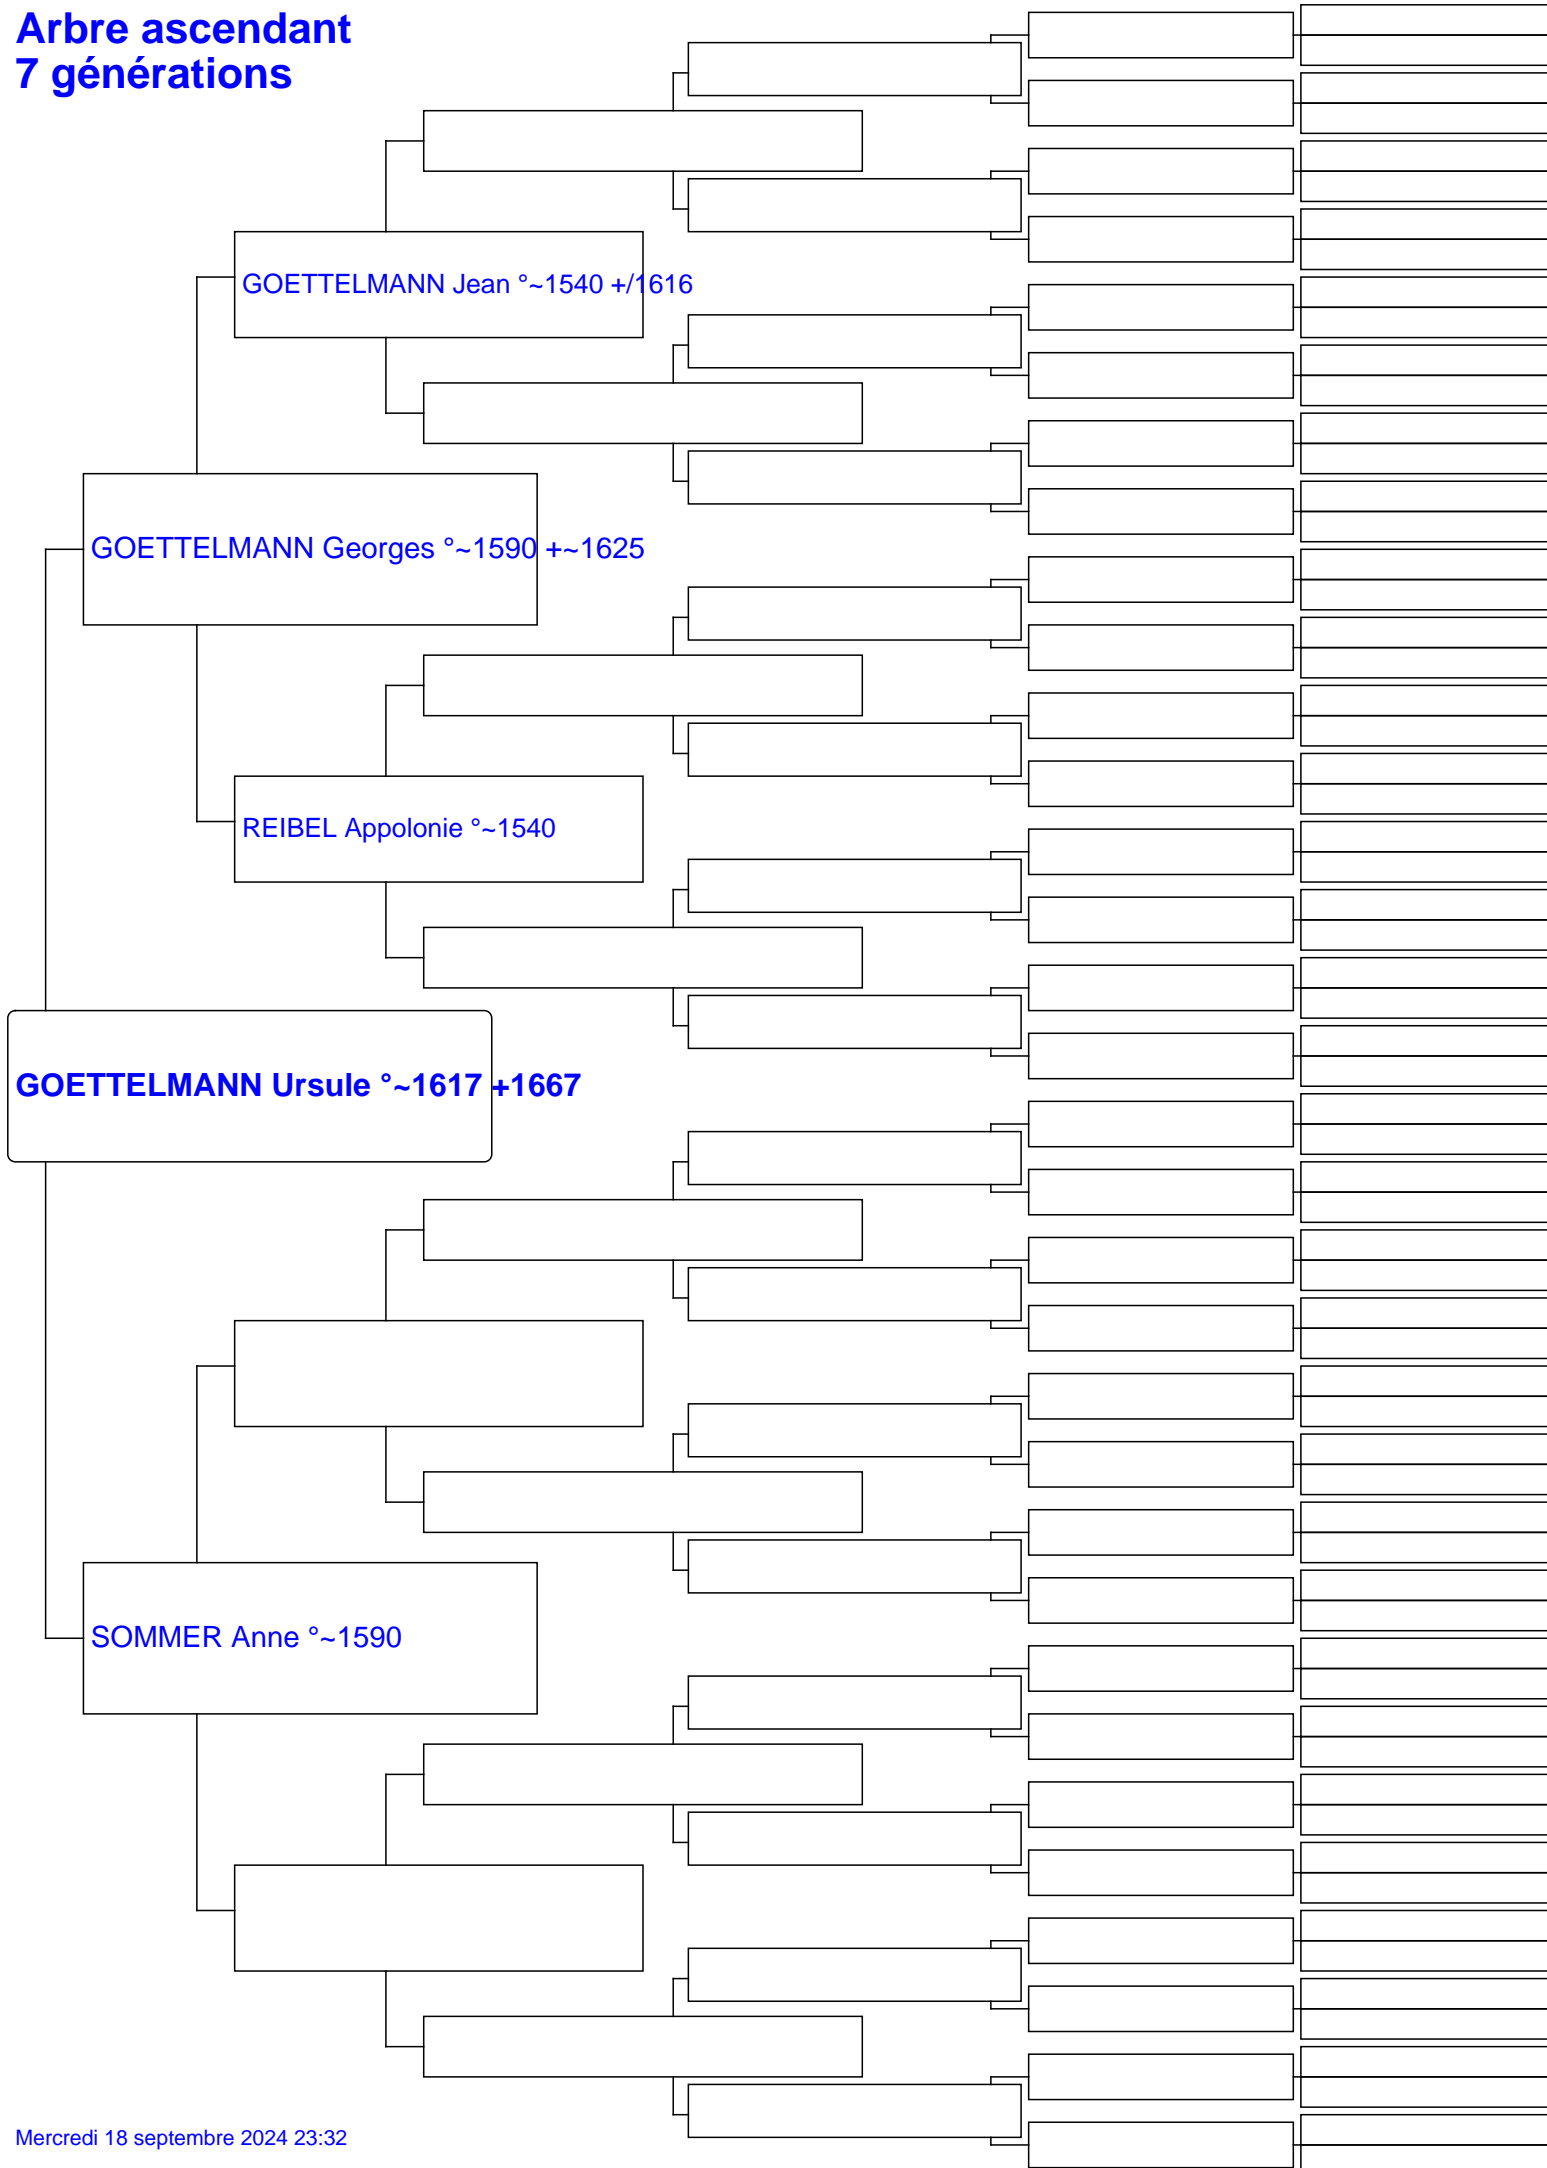 Arbre ascendant
7 générations
GOETTELMANN Jean °~1540 +/1616
GOETTELMANN Georges °~1590 +~1625
REIBEL Appolonie °~1540
GOETTELMANN Ursule °~1617 +1667
SOMMER Anne °~1590
Mercredi 18 septembre 2024 23:32